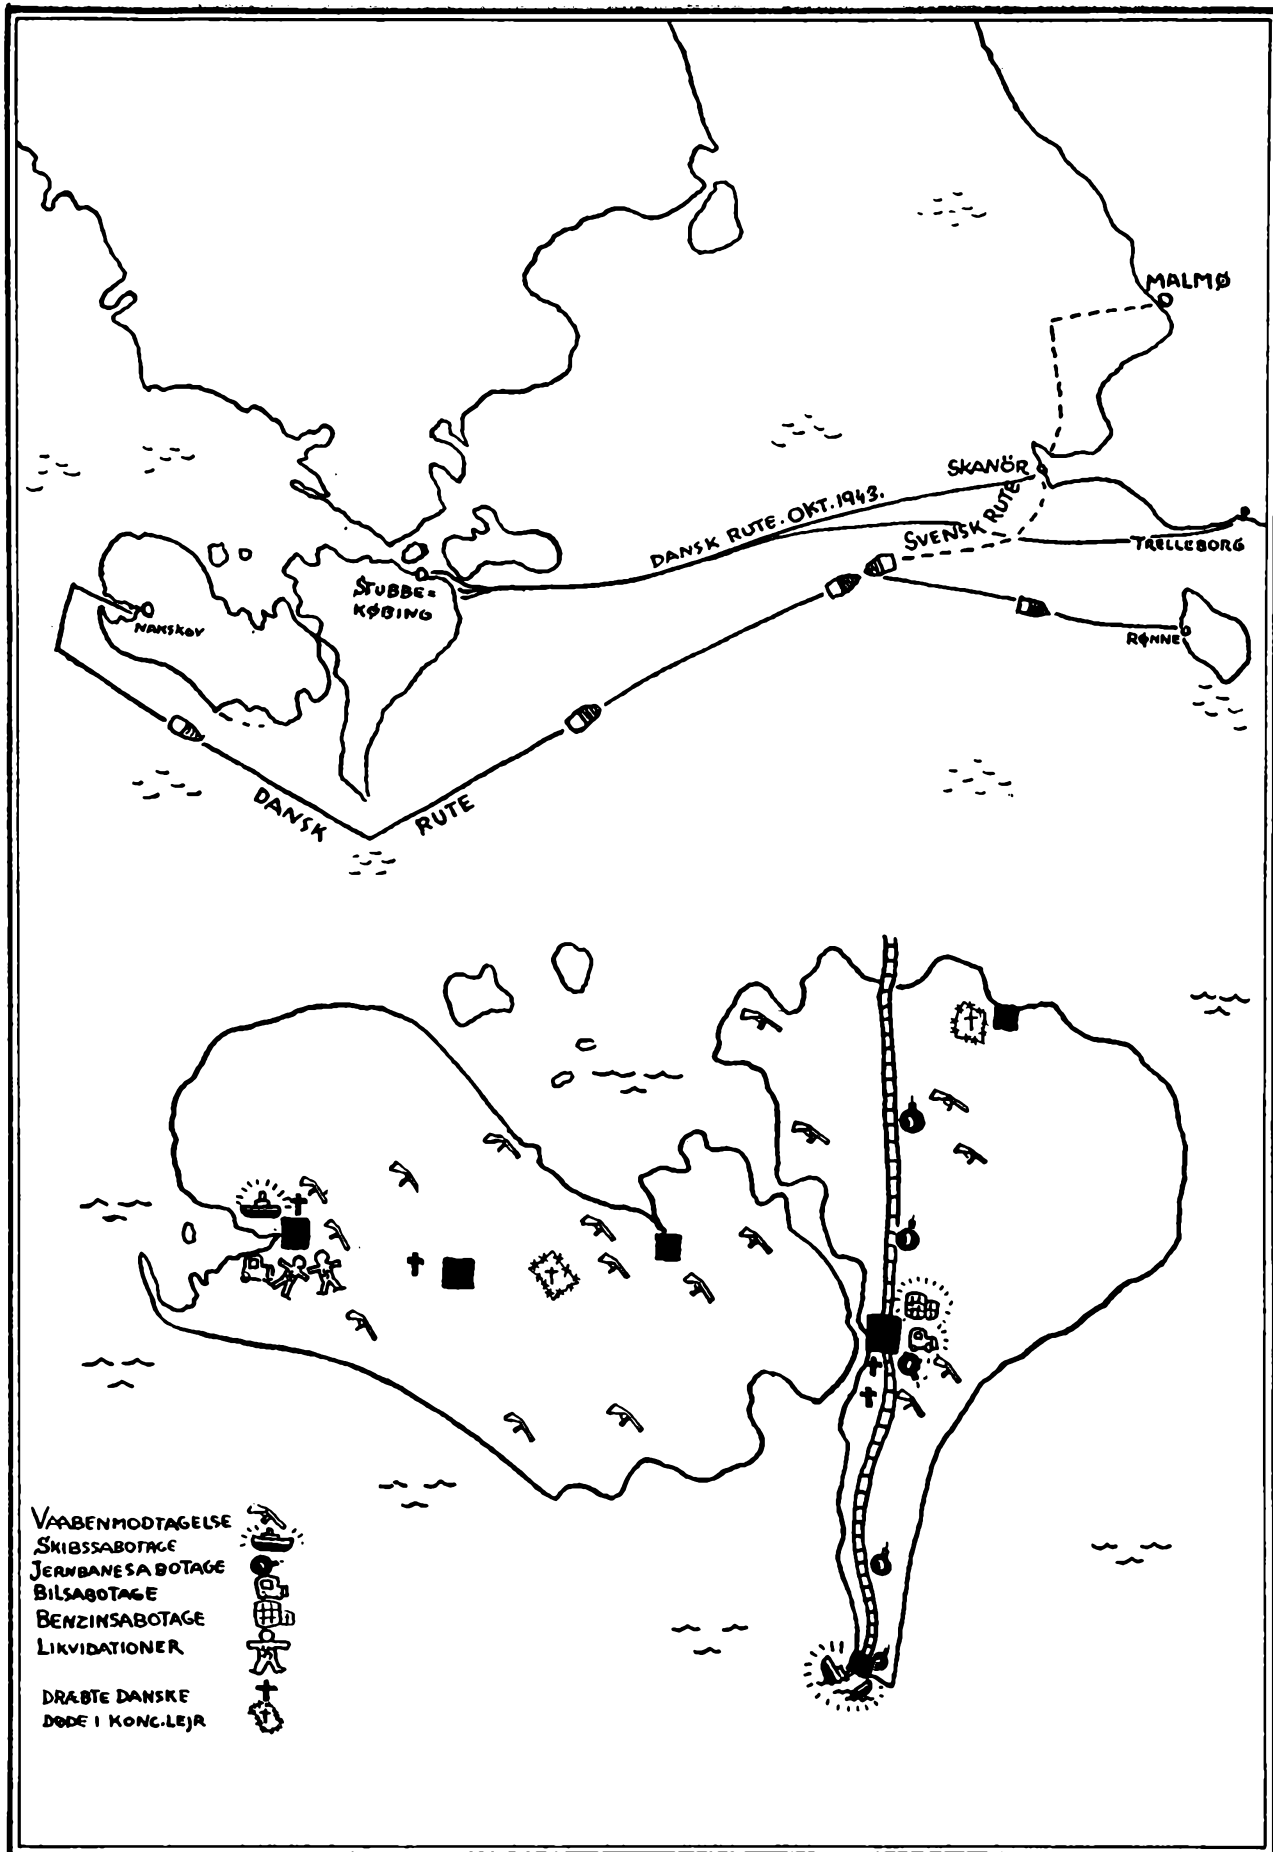 MALMØ
SKANÖR
DANSK RUTE. OKT. 1943.
SVENSK RUTE
TRELLEBORG
STUBBE=
KØBING
NAKSKOV
RØNNE
DANSK RUTE
VAABENMODTAGELSE
SKIBSSABOTAGE
JERNBANESABOTAGE
BILSABOTAGE
BENZINSABOTAGE
LIKVIDATIONER
DRÆBTE DANSKE
DØDE I KONC.LEJR